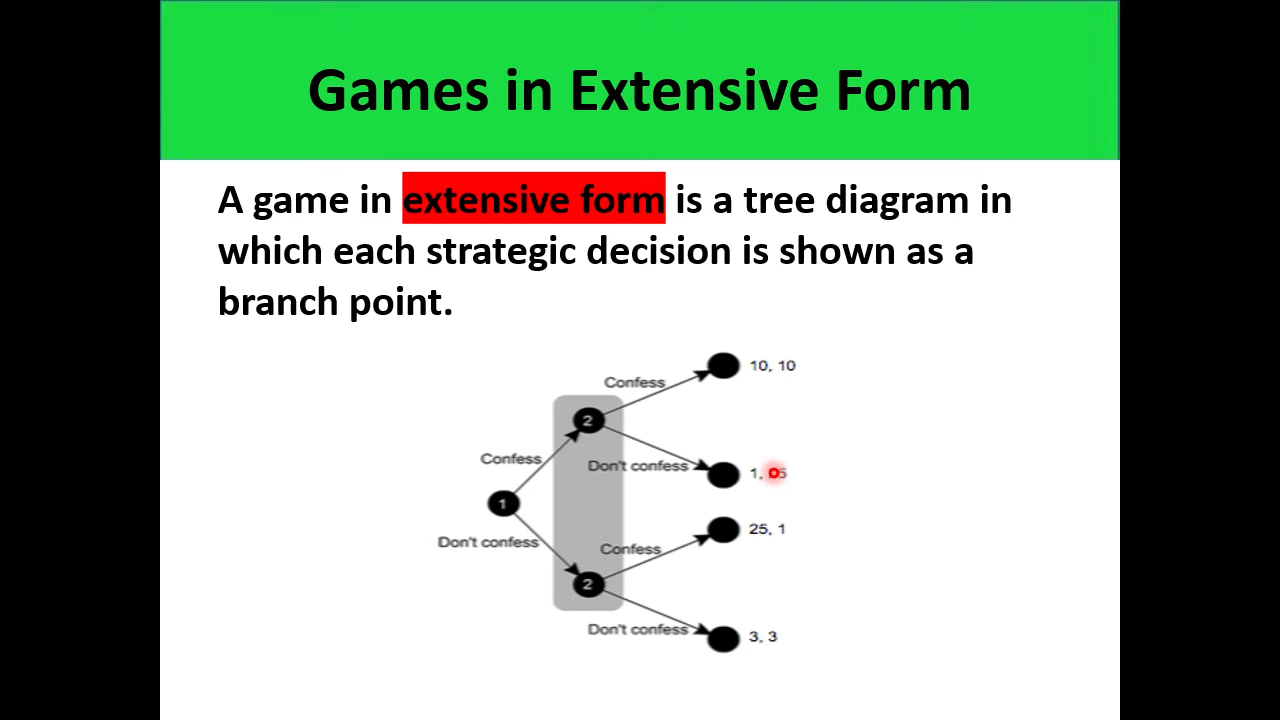 Games in Extensive Form
A game in extensive form is a tree diagram in
which each strategic decision is shown as a
branch point.
Confess
10, 10
2
Confess
Don't confess
1,
1
25, 1
Don't confess
Confess
2
Don't confess
3, 3